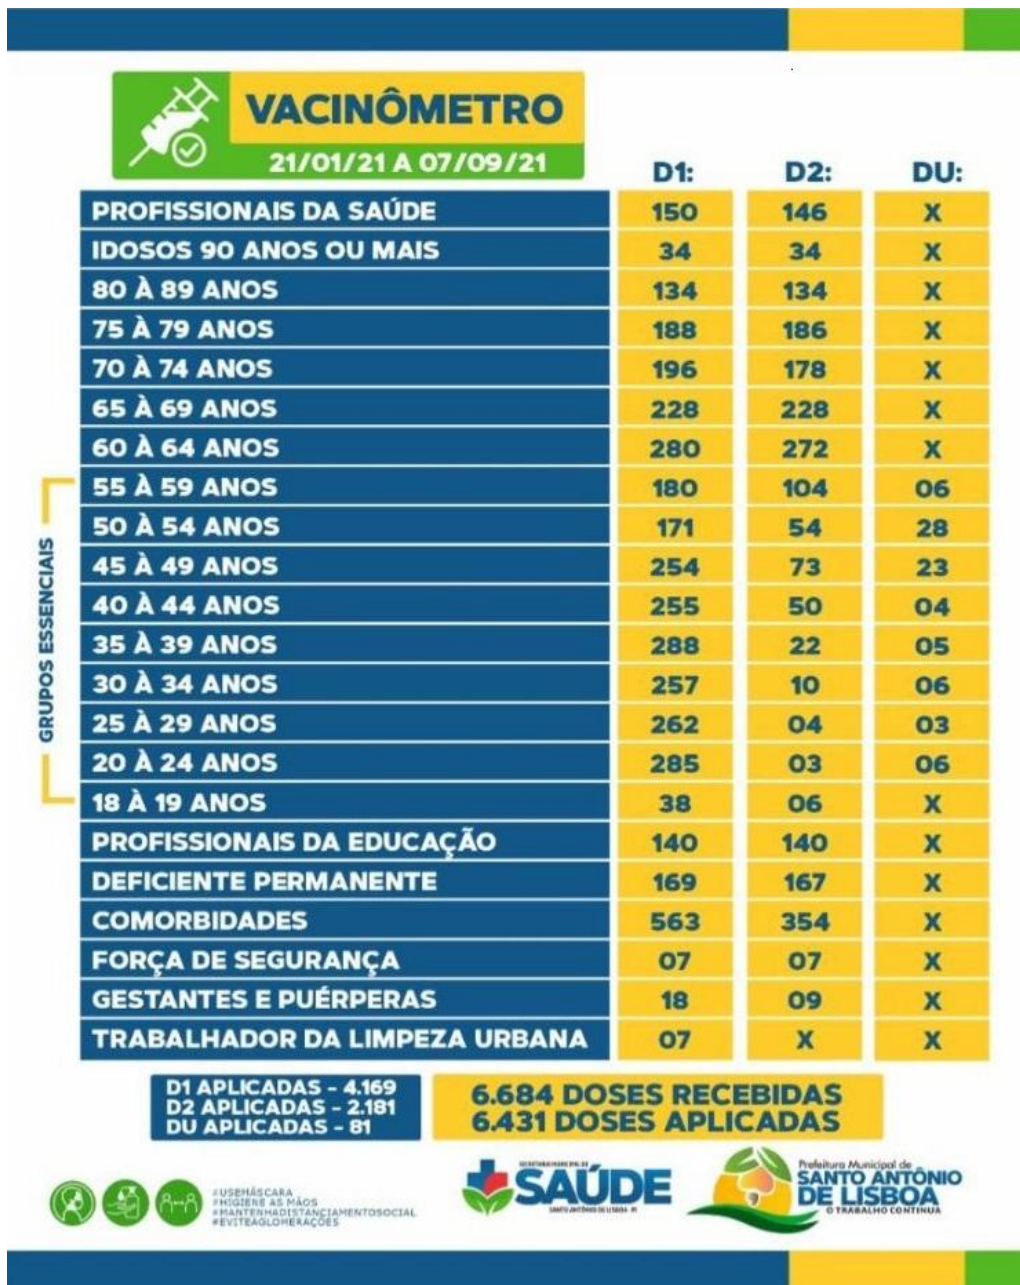 VACINÔMETRO
21/01/21 A 07/09/21
D1: D2: DU:
PROFISSIONAIS DA SAÚDE 150 146 X
IDOSOS 90 ANOS OU MAIS 34 34 X
80 À 89 ANOS 134 134 X
75 À 79 ANOS 188 186 X
70 À 74 ANOS 196 178 X
65 À 69 ANOS 228 228 X
60 À 64 ANOS 280 272 X
GRUPOS ESSENCIAIS
55 À 59 ANOS 180 104 06
50 À 54 ANOS 171 54 28
45 À 49 ANOS 254 73 23
40 À 44 ANOS 255 50 04
35 À 39 ANOS 288 22 05
30 À 34 ANOS 257 10 06
25 À 29 ANOS 262 04 03
20 À 24 ANOS 285 03 06
18 À 19 ANOS 38 06 X
PROFISSIONAIS DA EDUCAÇÃO 140 140 X
DEFICIENTE PERMANENTE 169 167 X
COMORBIDADES 563 354 X
FORÇA DE SEGURANÇA 07 07 X
GESTANTES E PUÉRPERAS 18 09 X
TRABALHADOR DA LIMPEZA URBANA 07 X X
D1 APLICADAS - 4.169
D2 APLICADAS - 2.181
DU APLICADAS - 81
6.684 DOSES RECEBIDAS
6.431 DOSES APLICADAS
#USEMÁSCARA
#HIGIENE AS MÃOS
#MANTENHADISTANCIAMENTOSOCIAL
#EVITEAGLOMERAÇÕES
SECRETARIA MUNICIPAL DE
SAÚDE
SANTO ANTÔNIO DE LISBOA - PI
Prefeitura Municipal de
SANTO ANTÔNIO
DE LISBOA
O TRABALHO CONTINUA